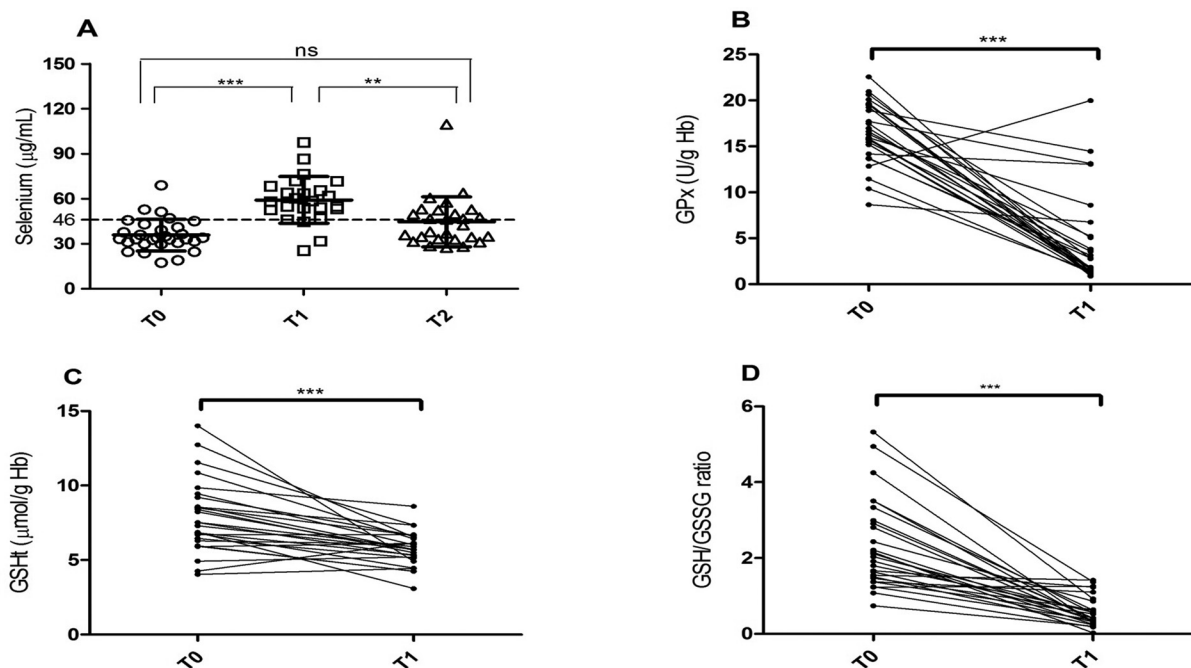 A
ns
***
**
Selenium (µg/mL)
150
120
90
60
46
30
0
T0
T1
T2
B
***
GPx (U/g Hb)
25
20
15
10
5
0
T0
T1
C
***
GSHt (µmol/g Hb)
15
10
5
0
T0
T1
D
***
GSH/GSSG ratio
6
4
2
0
T0
T1